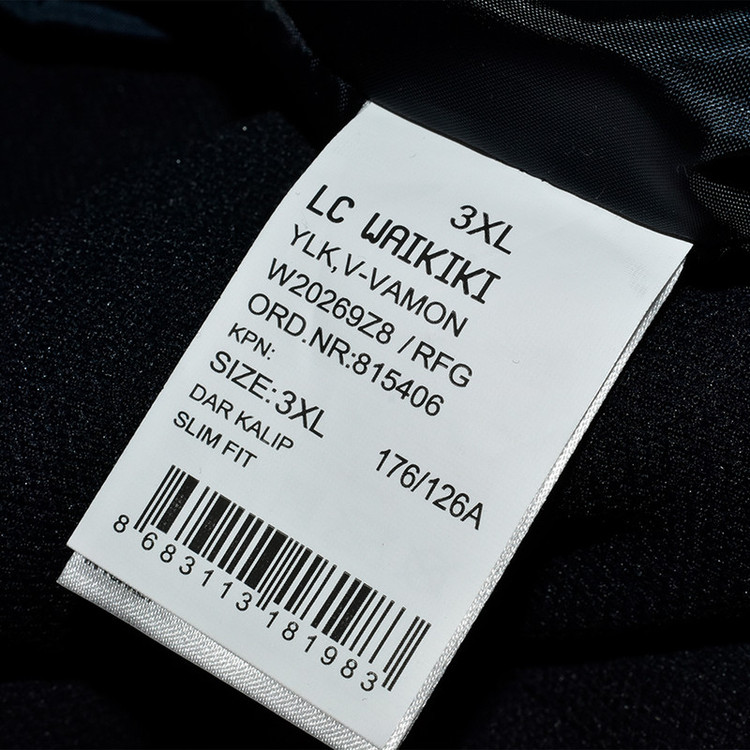 3XL
LC WAIKIKI
YLK,V-VAMON
W20269Z8 / RFG
ORD.NR:815406
KPN:
SIZE:3XL 176/126A
DAR KALIP
SLIM FIT
8 683113 181983